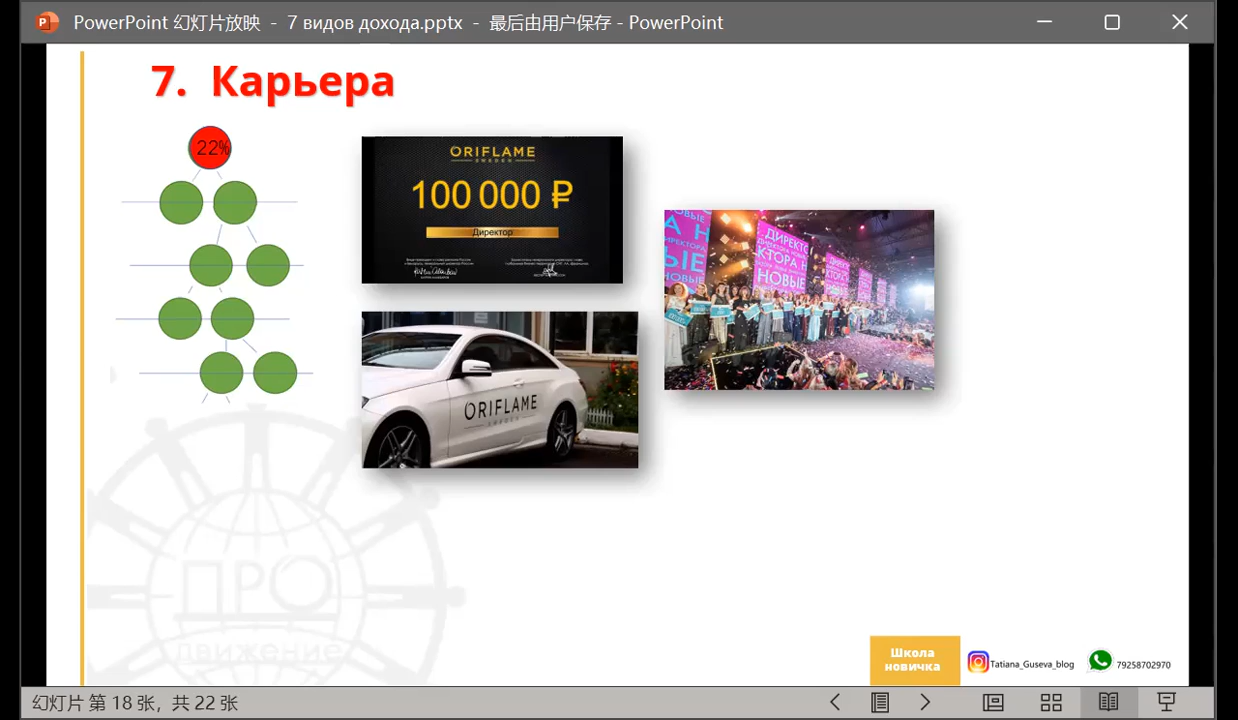 PowerPoint 幻灯片放映 - 7 видов дохода.pptx - 最后由用户保存 - PowerPoint
7. Карьера
22%
ORIFLAME
SWEDEN
100 000 ₽
Директор
ORIFLAME
SWEDEN
НОВЫЕ
ДИРЕКТОРА
НОВЫЕ
ПРО
движение
Школа
новичка
Tatiana_Guseva_blog
79258702970
幻灯片 第 18 张，共 22 张